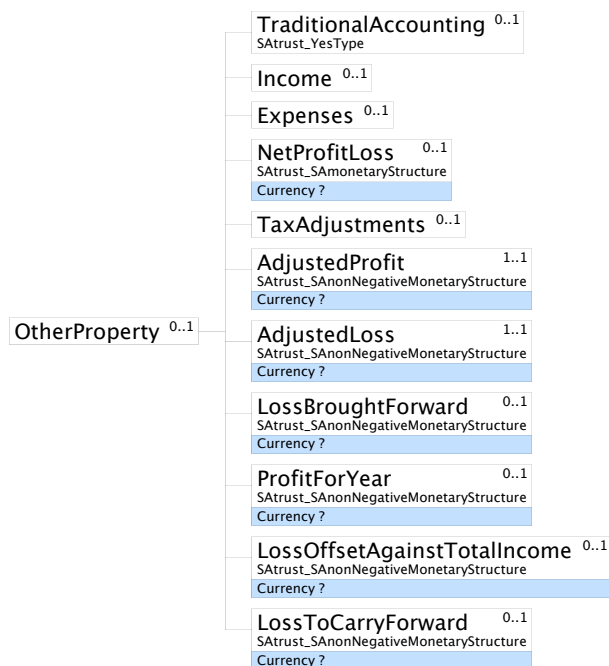 TraditionalAccounting 0..1
SAtrust_YesType
Income 0..1
Expenses 0..1
NetProfitLoss 0..1
SAtrust_SAmonetaryStructure
Currency ?
TaxAdjustments 0..1
AdjustedProfit 1..1
SAtrust_SAnonNegativeMonetaryStructure
Currency ?
OtherProperty 0..1
AdjustedLoss 1..1
SAtrust_SAnonNegativeMonetaryStructure
Currency ?
LossBroughtForward 0..1
SAtrust_SAnonNegativeMonetaryStructure
Currency ?
ProfitForYear 0..1
SAtrust_SAnonNegativeMonetaryStructure
Currency ?
LossOffsetAgainstTotalIncome 0..1
SAtrust_SAnonNegativeMonetaryStructure
Currency ?
LossToCarryForward 0..1
SAtrust_SAnonNegativeMonetaryStructure
Currency ?